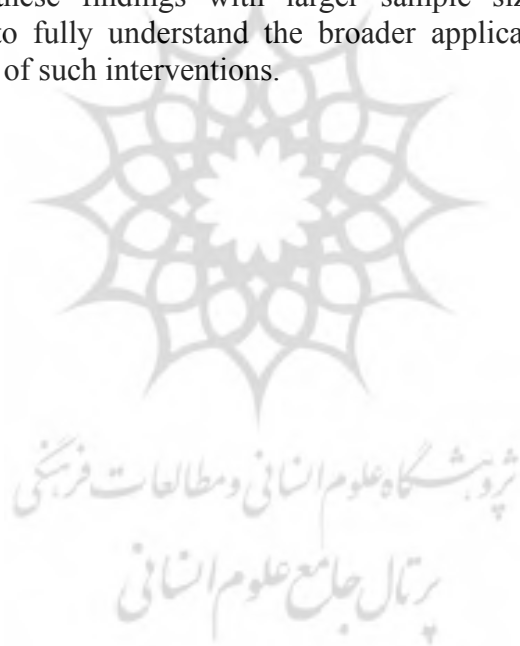 these findings with larger sample siz
to fully understand the broader applica
of such interventions.
پژوهشگاه علوم انسانی و مطالعات فرهنگی
پرتال جامع علوم انسانی